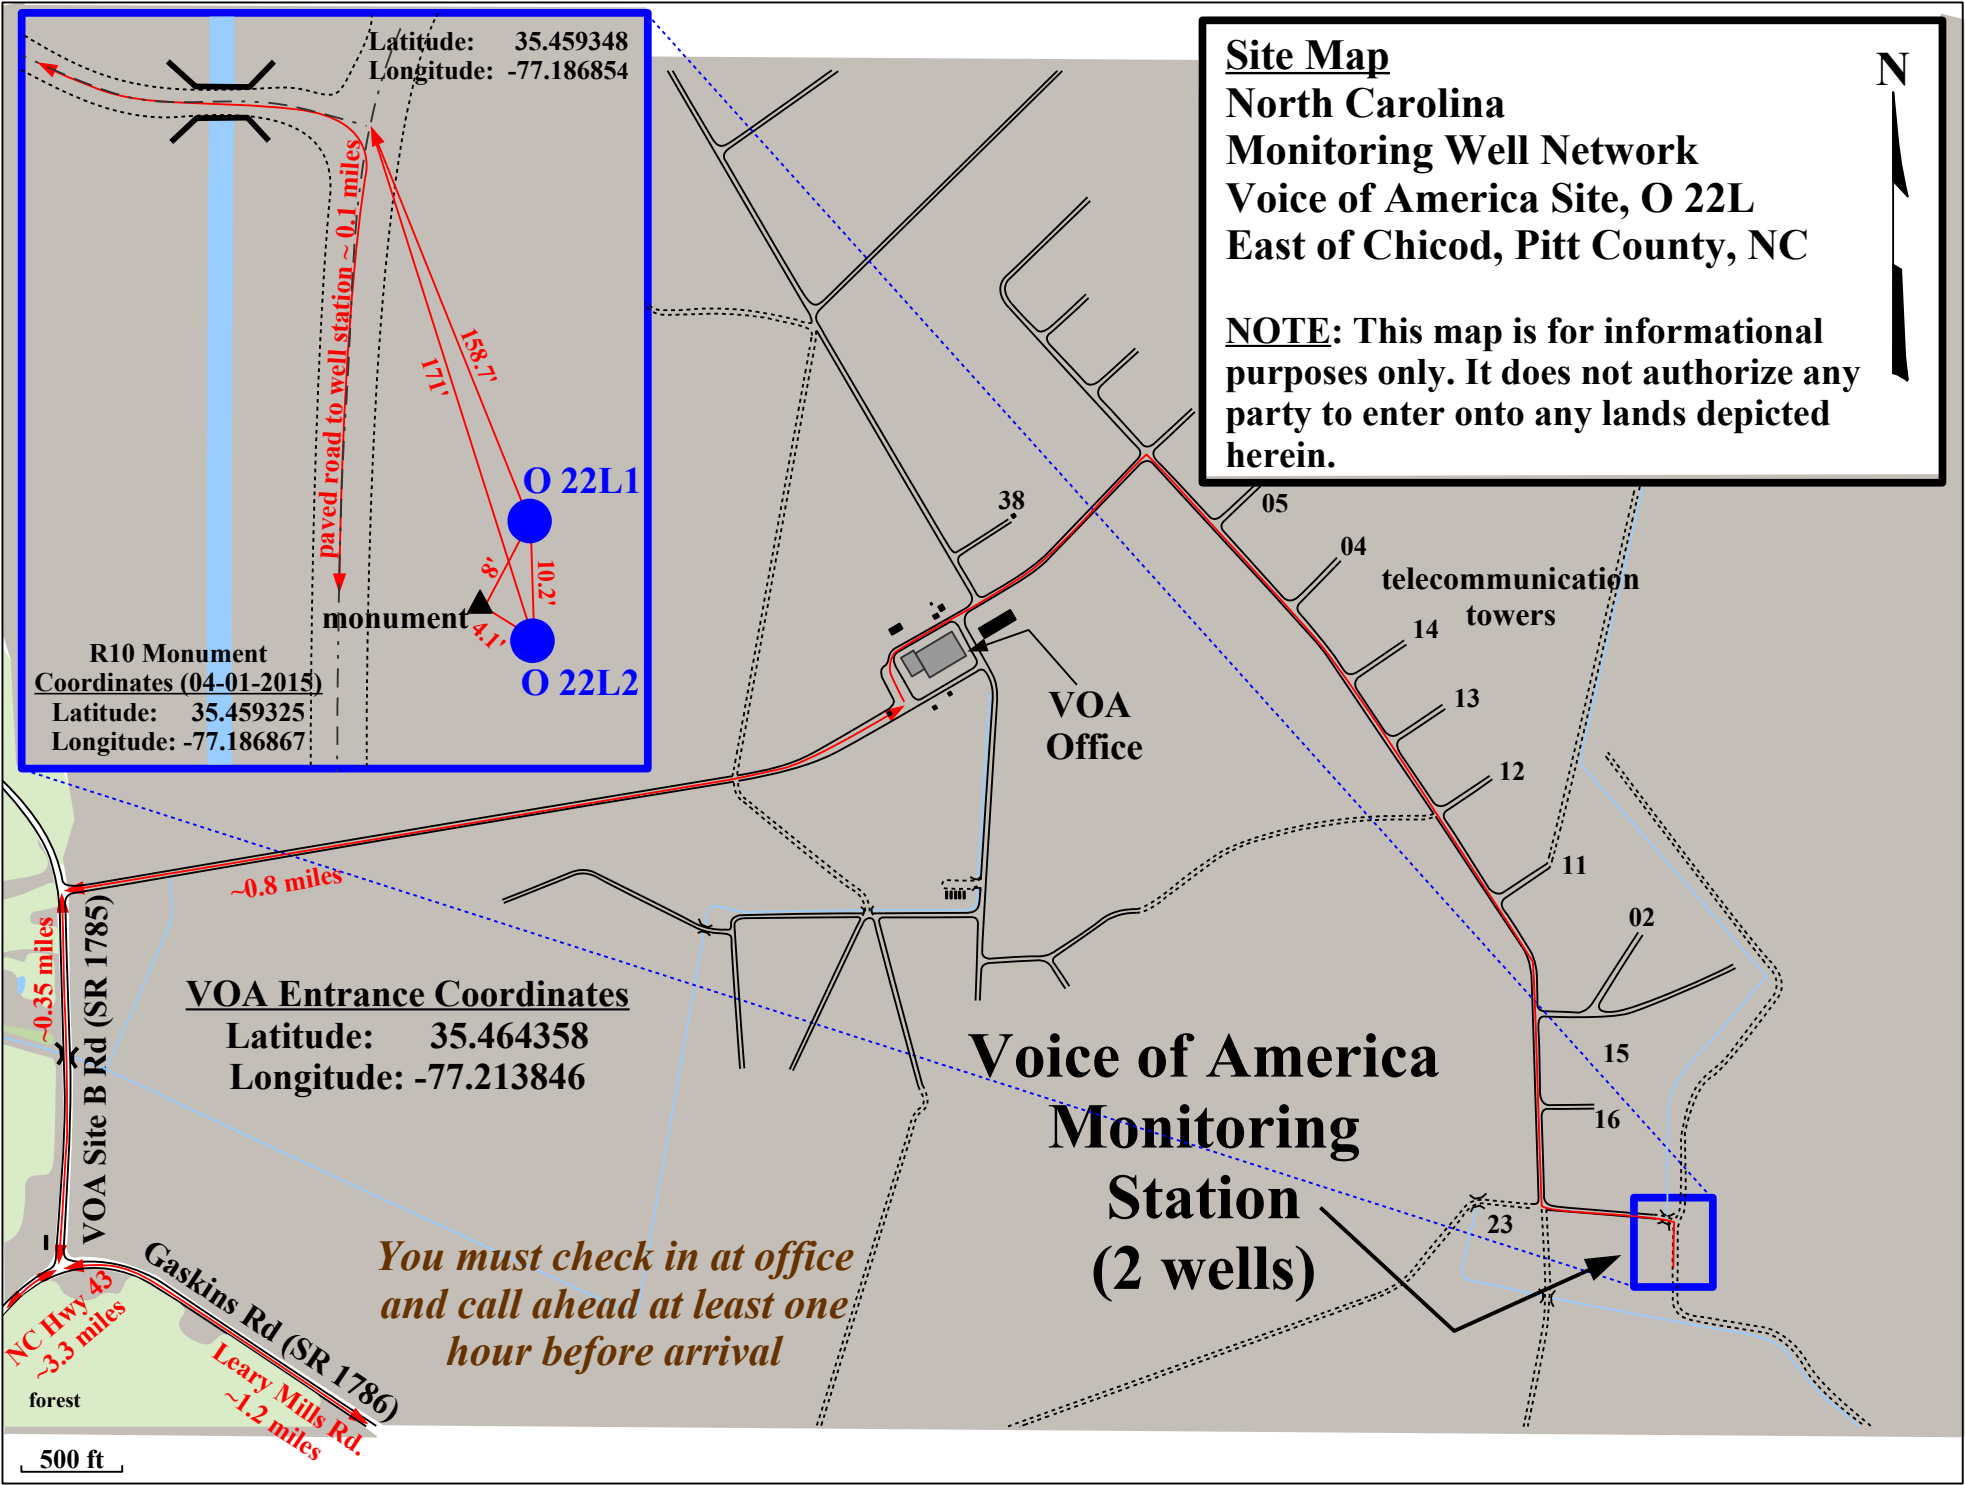 Latitude: 35.459348
Longitude: -77.186854
paved road to well station ~ 0.1 miles
158.7'
171'
O 22L1
8'
10.2'
monument
4.1'
O 22L2
R10 Monument
Coordinates (04-01-2015)
Latitude: 35.459325
Longitude: -77.186867
Site Map
North Carolina
Monitoring Well Network
Voice of America Site, O 22L
East of Chicod, Pitt County, NC
NOTE: This map is for informational
purposes only. It does not authorize any
party to enter onto any lands depicted
herein.
N
38
05
04
telecommunication
towers
14
13
12
11
02
15
16
23
VOA
Office
~0.8 miles
~0.35 miles
VOA Site B Rd (SR 1785)
VOA Entrance Coordinates
Latitude: 35.464358
Longitude: -77.213846
Voice of America
Monitoring
Station
(2 wells)
You must check in at office
and call ahead at least one
hour before arrival
Gaskins Rd (SR 1786)
NC Hwy 43
~3.3 miles
Leary Mills Rd.
~1.2 miles
forest
500 ft